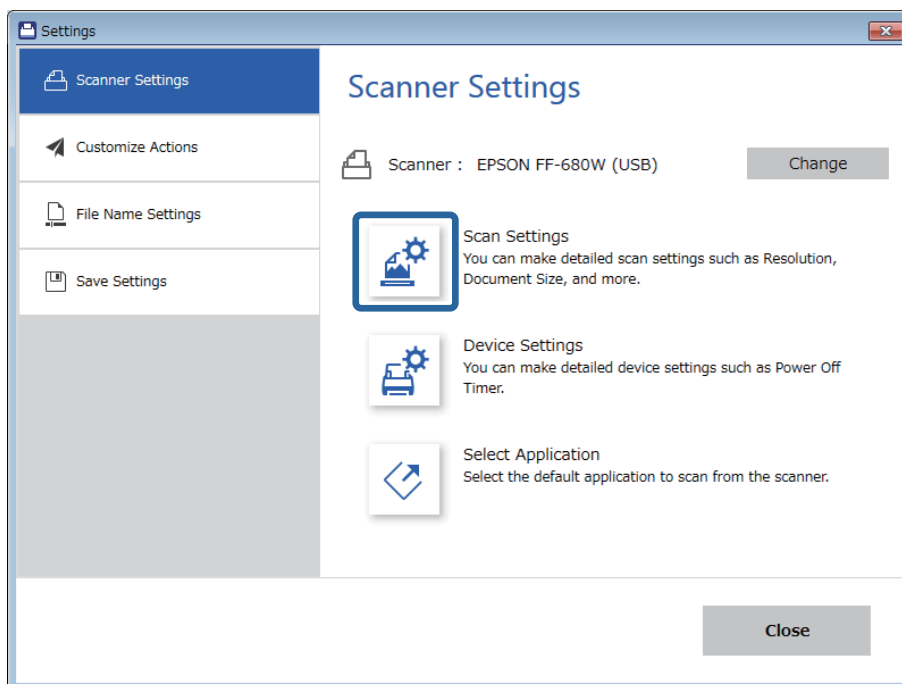 Settings
Scanner Settings
Customize Actions
File Name Settings
Save Settings
Scanner Settings
Scanner : EPSON FF-680W (USB)
Change
Scan Settings
You can make detailed scan settings such as Resolution,
Document Size, and more.
Device Settings
You can make detailed device settings such as Power Off
Timer.
Select Application
Select the default application to scan from the scanner.
Close